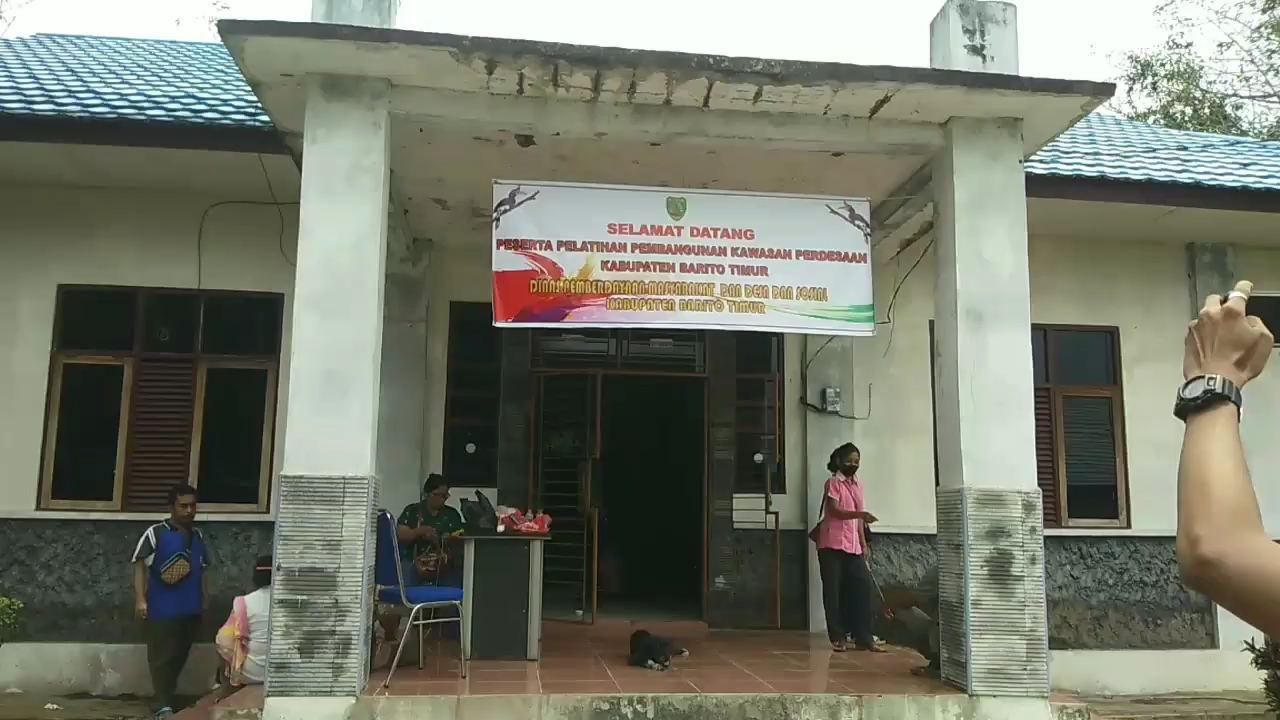 SELAMAT DATANG
PESERTA PELATIHAN PEMBANGUNAN KAWASAN PERDESAAN
KABUPATEN BARITO TIMUR
DINAS PEMBERDAYAAN MASYARAKAT DAN DESA DAN SOSIAL
KABUPATEN BARITO TIMUR